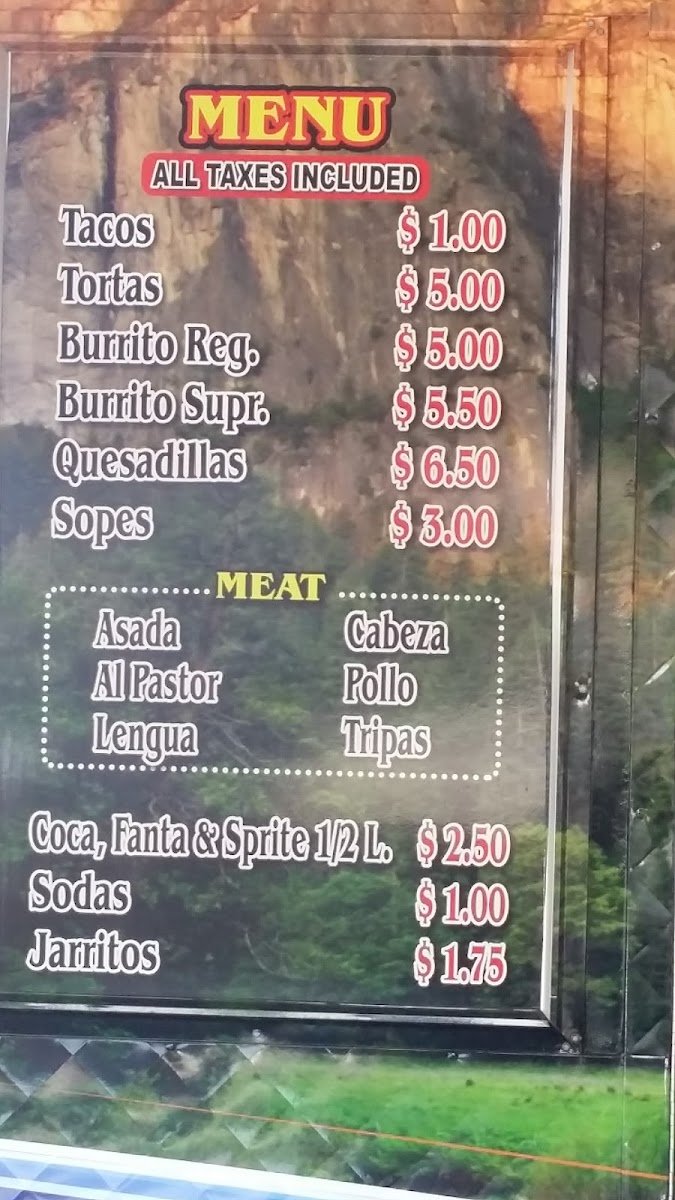 MENU
ALL TAXES INCLUDED
Tacos $ 1.00
Tortas $ 5.00
Burrito Reg. $ 5.00
Burrito Supr. $ 5.50
Quesadillas $ 6.50
Sopes $ 3.00
MEAT
Asada Cabeza
Al Pastor Pollo
Lengua Tripas
Coca, Fanta & Sprite 1/2 L. $ 2.50
Sodas $ 1.00
Jarritos $ 1.75